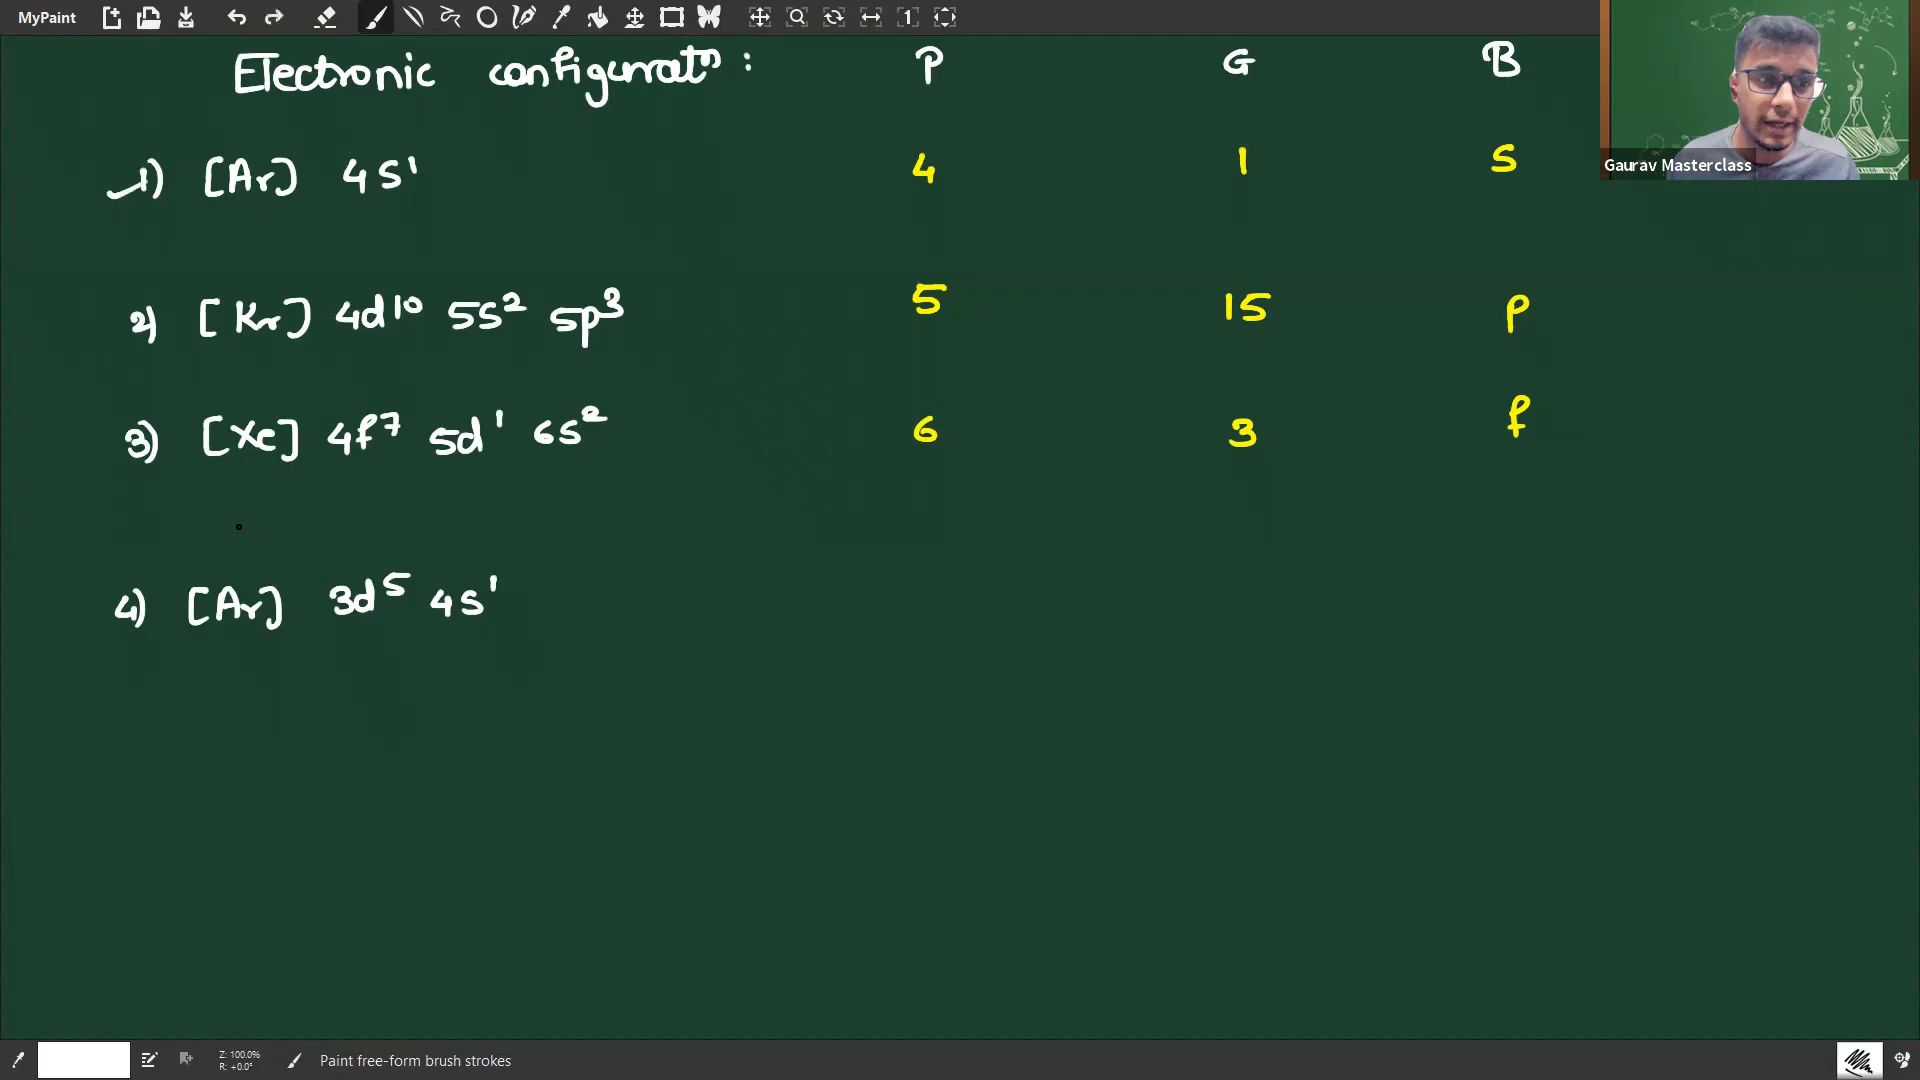 MyPaint
Electronic configuratn : P G B
1) [Ar] 4s¹ 4 1 S
Gaurav Masterclass
2) [Kr] 4d¹⁰ 5s² 5p³ 5 15 p
3) [Xe] 4f⁷ 5d¹ 6s² 6 3 f
4) [Ar] 3d⁵ 4s¹
Z: 100.0%
R: +0.0°
Paint free-form brush strokes